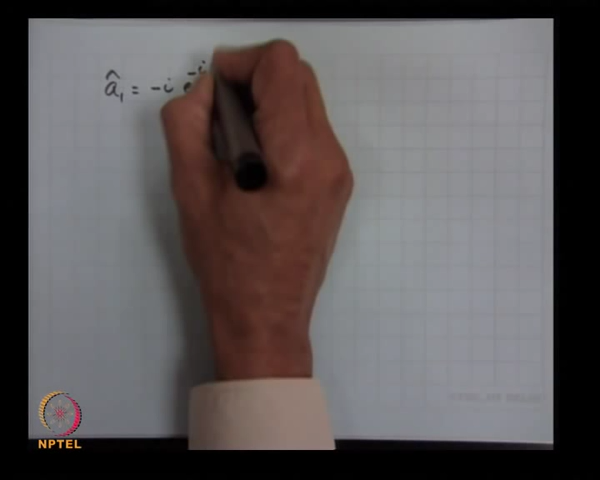 â₁ = -i e^-i
NPTEL